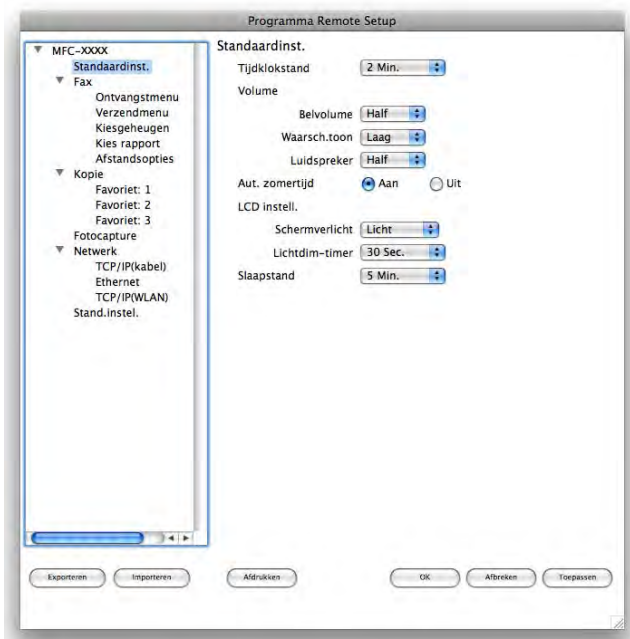 Programma Remote Setup
MFC-XXXX
Standaardinst.
Fax
Ontvangstmenu
Verzendmenu
Kiesgeheugen
Kies rapport
Afstandsopties
Kopie
Favoriet: 1
Favoriet: 2
Favoriet: 3
Fotocapture
Netwerk
TCP/IP(kabel)
Ethernet
TCP/IP(WLAN)
Stand.instel.
Standaardinst.
Tijdklokstand 2 Min.
Volume
Belvolume Half
Waarsch.toon Laag
Luidspreker Half
Aut. zomertijd Aan Uit
LCD instell.
Schermverlicht Licht
Lichtdim-timer 30 Sec.
Slaapstand 5 Min.
Exporteren Importeren Afdrukken OK Afbreken Toepassen